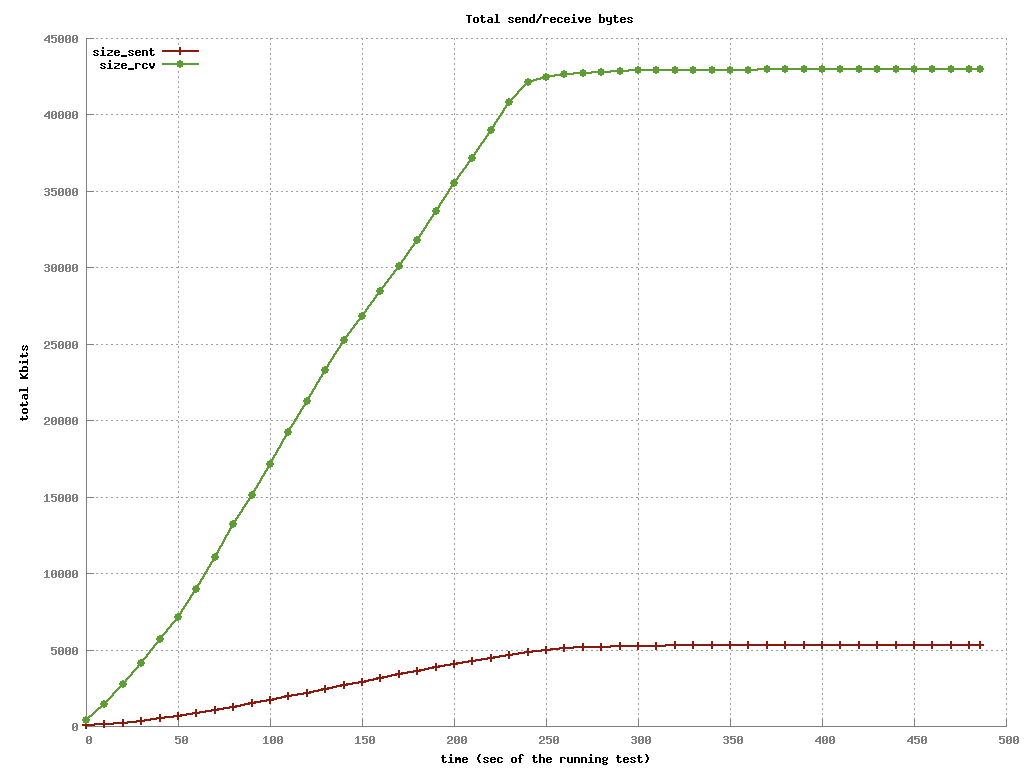 Total send/receive bytes
45000
size_sent
size_rcv
40000
35000
30000
25000
total Kbits
20000
15000
10000
5000
0
0 50 100 150 200 250 300 350 400 450 500
time (sec of the running test)